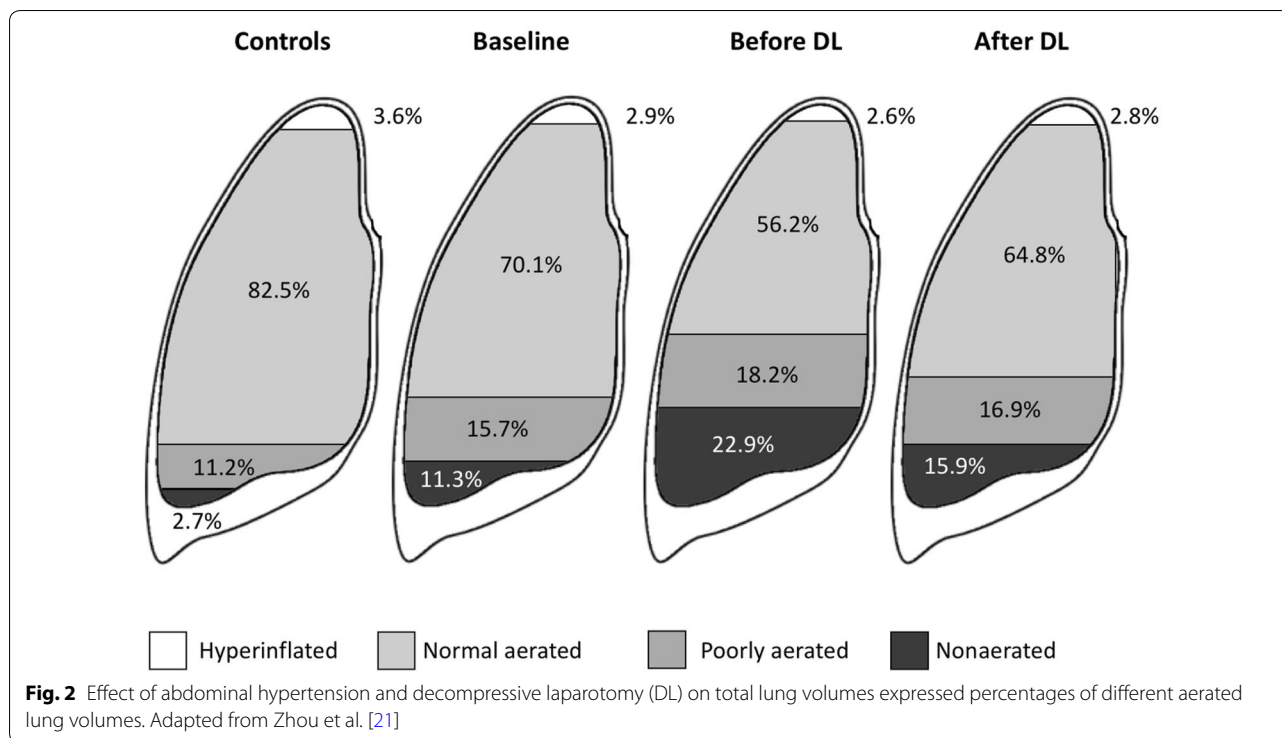 Controls Baseline Before DL After DL
3.6% 2.9% 2.6% 2.8%
82.5% 70.1% 56.2% 64.8%
11.2% 15.7% 18.2% 16.9%
2.7% 11.3% 22.9% 15.9%
Hyperinflated Normal aerated Poorly aerated Nonaerated
Fig. 2 Effect of abdominal hypertension and decompressive laparotomy (DL) on total lung volumes expressed percentages of different aerated
lung volumes. Adapted from Zhou et al. [21]